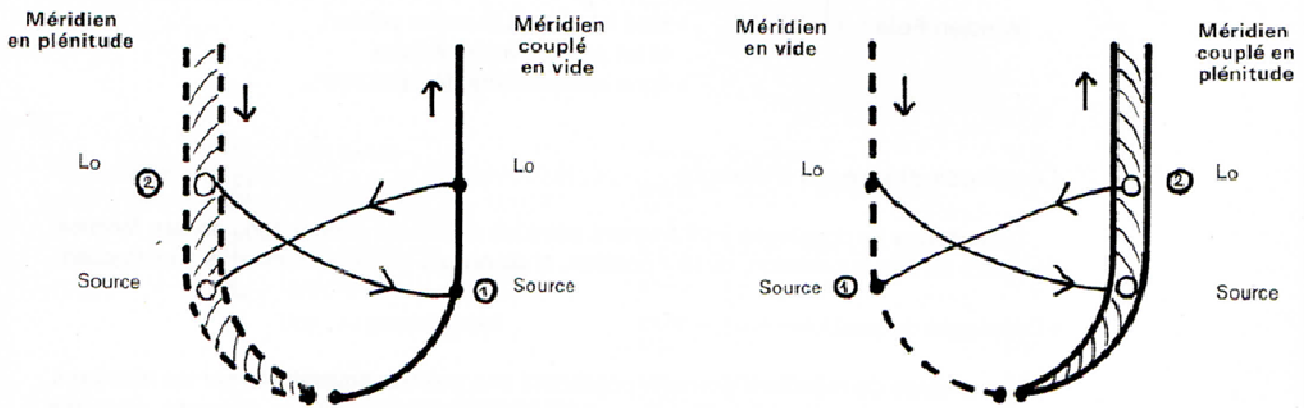 Méridien
en plénitude
Méridien
couplé
en vide
Méridien
en vide
Méridien
couplé en
plénitude
Lo
②
Lo
Source
① Source
Lo
② Lo
Source ①
Source